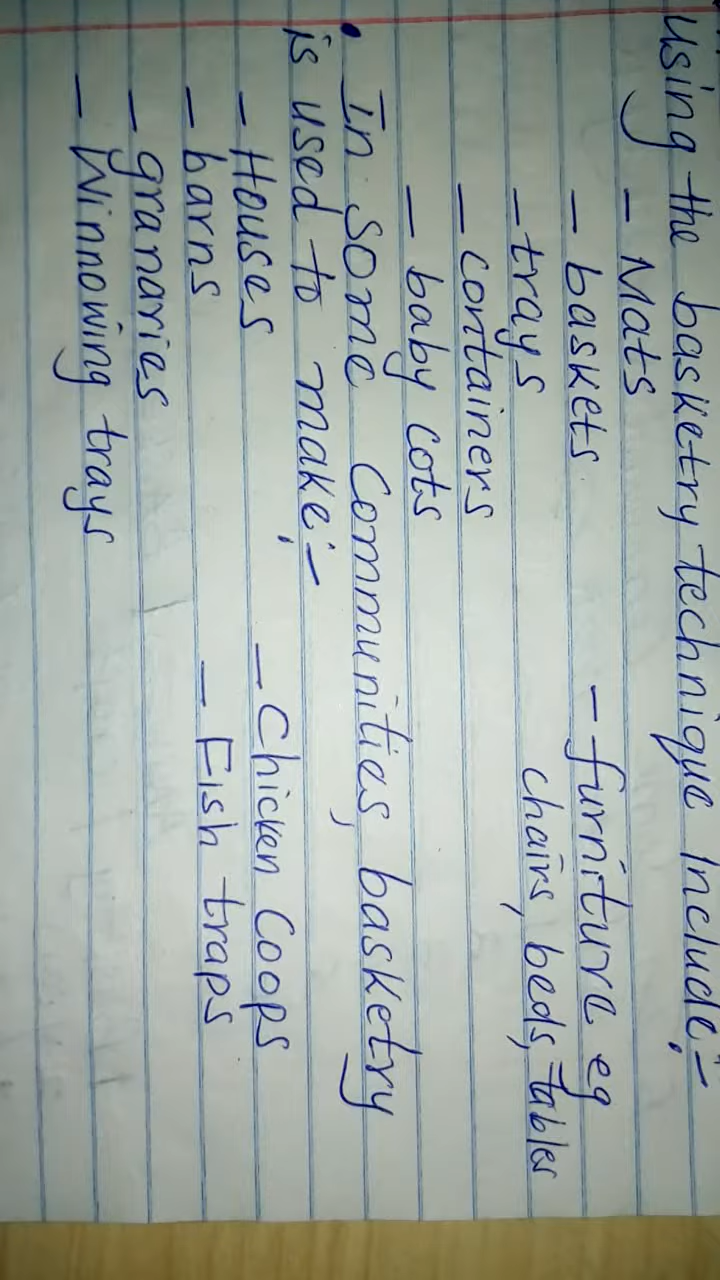 using the basketry technique include:-
- Mats
- baskets - furniture eg
- trays chairs, beds, tables
- containers
- baby cots
• In some communities, basketry
is used to make:-
- Houses - Chicken Coops
- barns - Fish traps
- granaries
- Winnowing trays